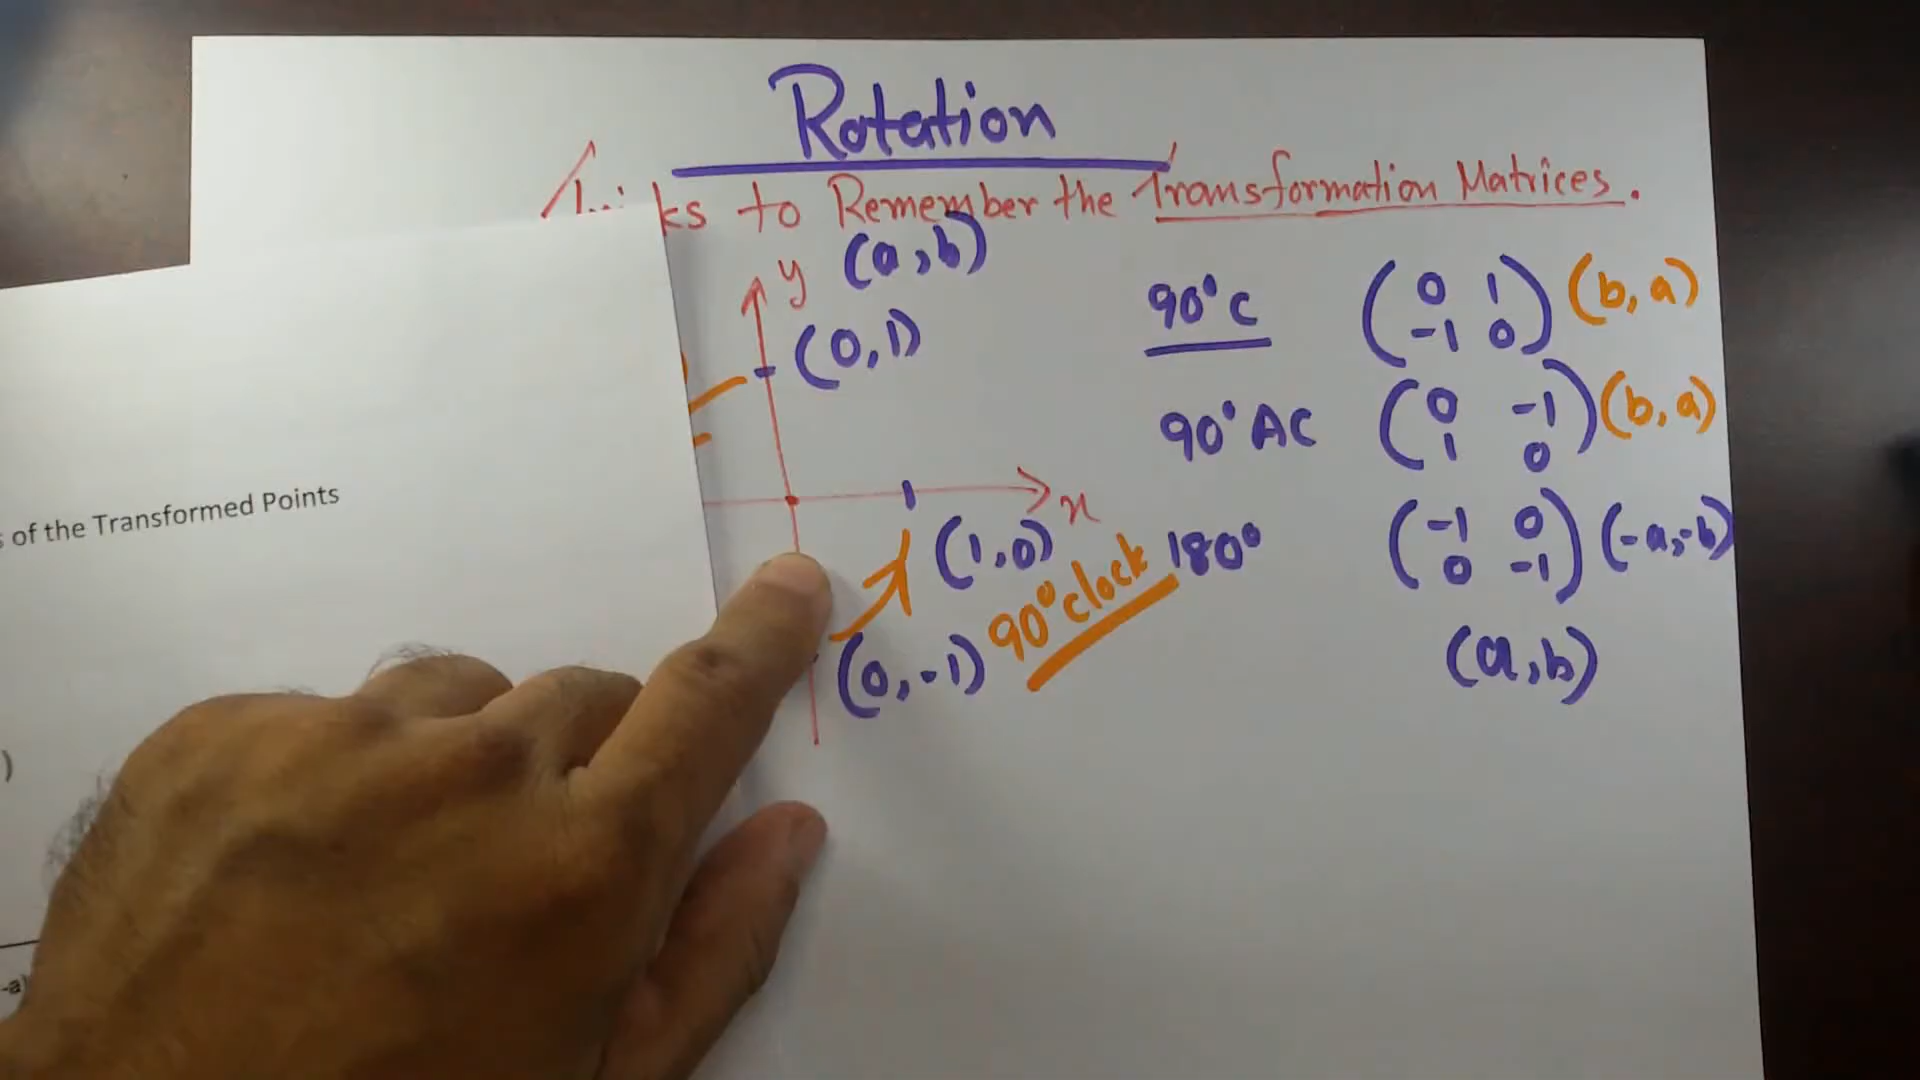 Rotation
ks to Remember the Transformation Matrices.
y (a,b)
(0,1)
x
(1,0)
(0,-1)
90° clock
90°C (0 1 (b,a)
-1 0)
90° AC (0 -1 (b,a)
1 0)
180° (-1 0 (-a,-b)
0 -1)
(a,b)
s of the Transformed Points
)
-a)